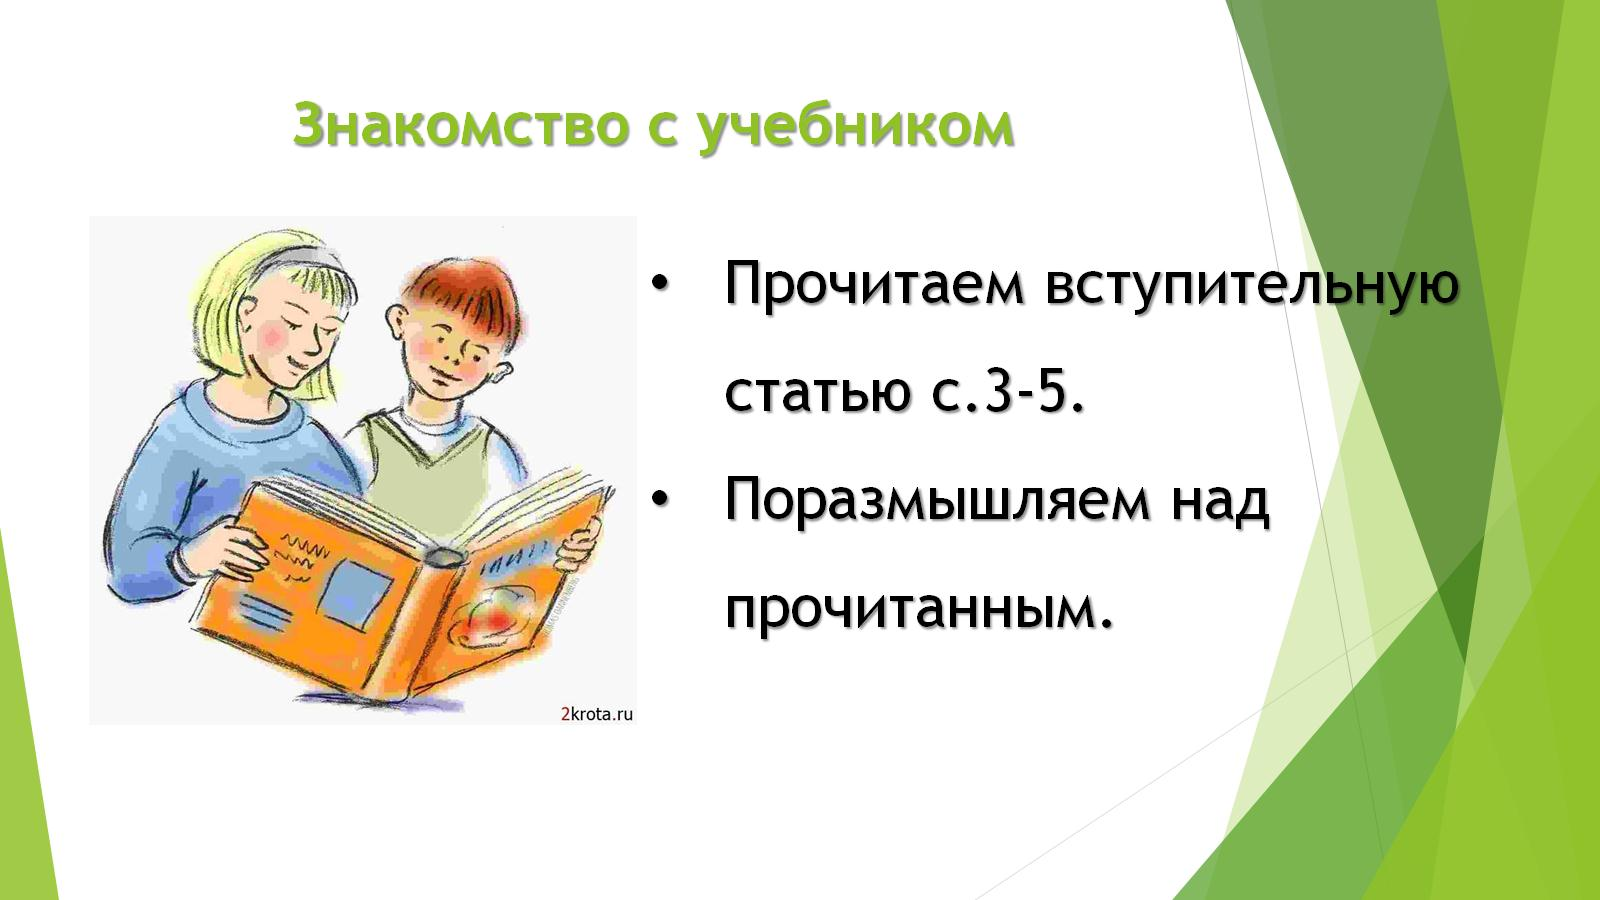 Знакомство с учебником
• Прочитаем вступительную
статью с.3-5.
• Поразмышляем над
прочитанным.
2krota.ru